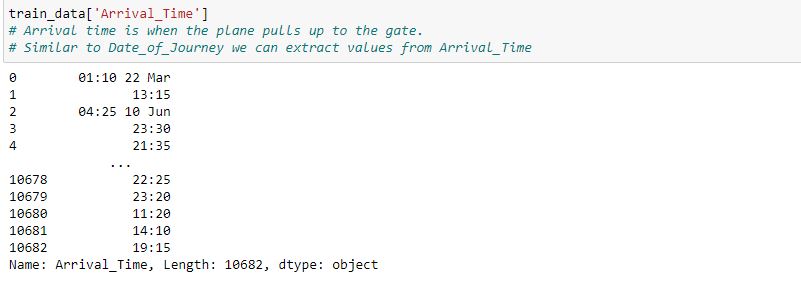 train_data['Arrival_Time']
# Arrival time is when the plane pulls up to the gate.
# Similar to Date_of_Journey we can extract values from Arrival_Time
0        01:10 22 Mar
1               13:15
2        04:25 10 Jun
3               23:30
4               21:35
             ...
10678           22:25
10679           23:20
10680           11:20
10681           14:10
10682           19:15
Name: Arrival_Time, Length: 10682, dtype: object